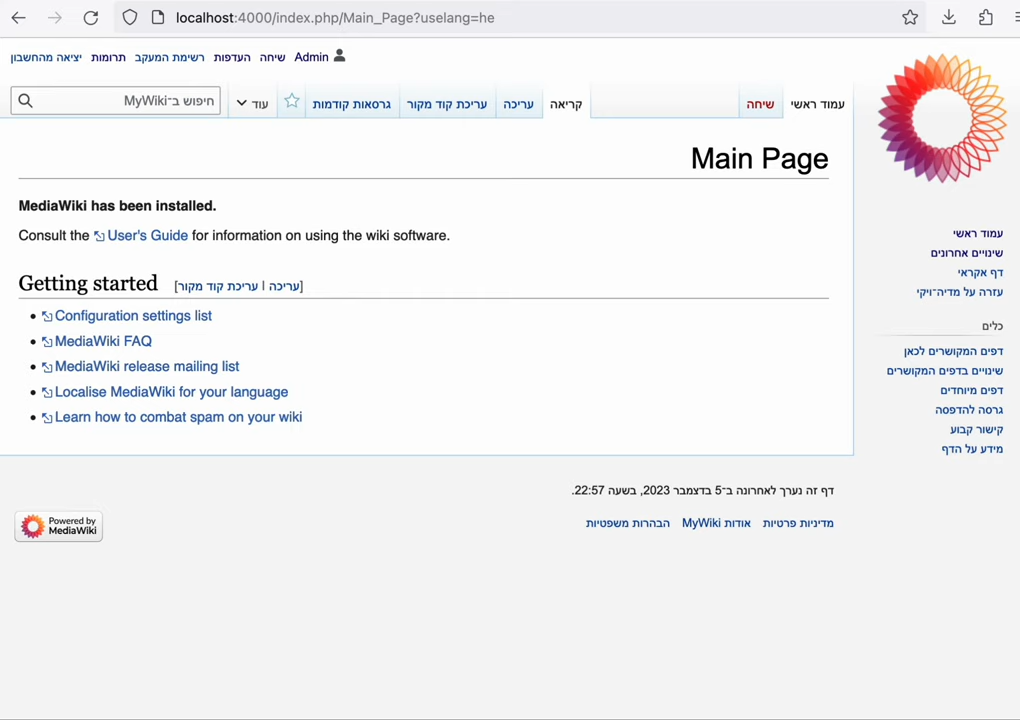 localhost:4000/index.php/Main_Page?uselang=he
Admin שיחה העדפות רשימת המעקב תרומות יציאה מהחשבון
עמוד ראשי שיחה קריאה עריכה עריכת קוד מקור גרסאות קודמות עוד חיפוש ב־MyWiki
Main Page
MediaWiki has been installed.
Consult the User's Guide for information on using the wiki software.
Getting started [עריכה | עריכת קוד מקור]
Configuration settings list
MediaWiki FAQ
MediaWiki release mailing list
Localise MediaWiki for your language
Learn how to combat spam on your wiki
עמוד ראשי
שינויים אחרונים
דף אקראי
עזרה על מדיה־ויקי
כלים
דפים המקושרים לכאן
שינויים בדפים המקושרים
דפים מיוחדים
גרסה להדפסה
קישור קבוע
מידע על הדף
דף זה נערך לאחרונה ב־5 בדצמבר 2023, בשעה 22:57.
מדיניות פרטיות אודות MyWiki הבהרות משפטיות
Powered by
MediaWiki